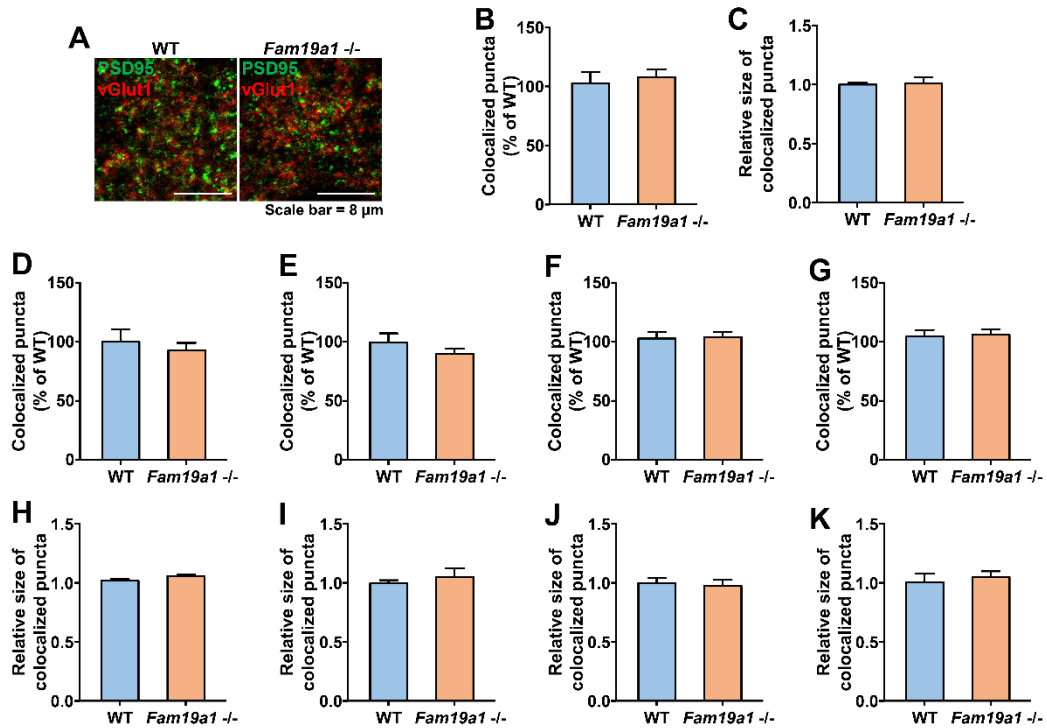 A
WT
Fam19a1 -/-
PSD95
vGlut1
PSD95
vGlut1
Scale bar = 8 µm
B
Colocalized puncta
(% of WT)
150
100
50
0
WT
Fam19a1 -/-
C
Relative size of
colocalized puncta
1.5
1.0
0.5
0.0
WT
Fam19a1 -/-
D
Colocalized puncta
(% of WT)
150
100
50
0
WT
Fam19a1 -/-
E
Colocalized puncta
(% of WT)
150
100
50
0
WT
Fam19a1 -/-
F
Colocalized puncta
(% of WT)
150
100
50
0
WT
Fam19a1 -/-
G
Colocalized puncta
(% of WT)
150
100
50
0
WT
Fam19a1 -/-
H
Relative size of
colocalized puncta
1.5
1.0
0.5
0.0
WT
Fam19a1 -/-
I
Relative size of
colocalized puncta
1.5
1.0
0.5
0.0
WT
Fam19a1 -/-
J
Relative size of
colocalized puncta
1.5
1.0
0.5
0.0
WT
Fam19a1 -/-
K
Relative size of
colocalized puncta
1.5
1.0
0.5
0.0
WT
Fam19a1 -/-